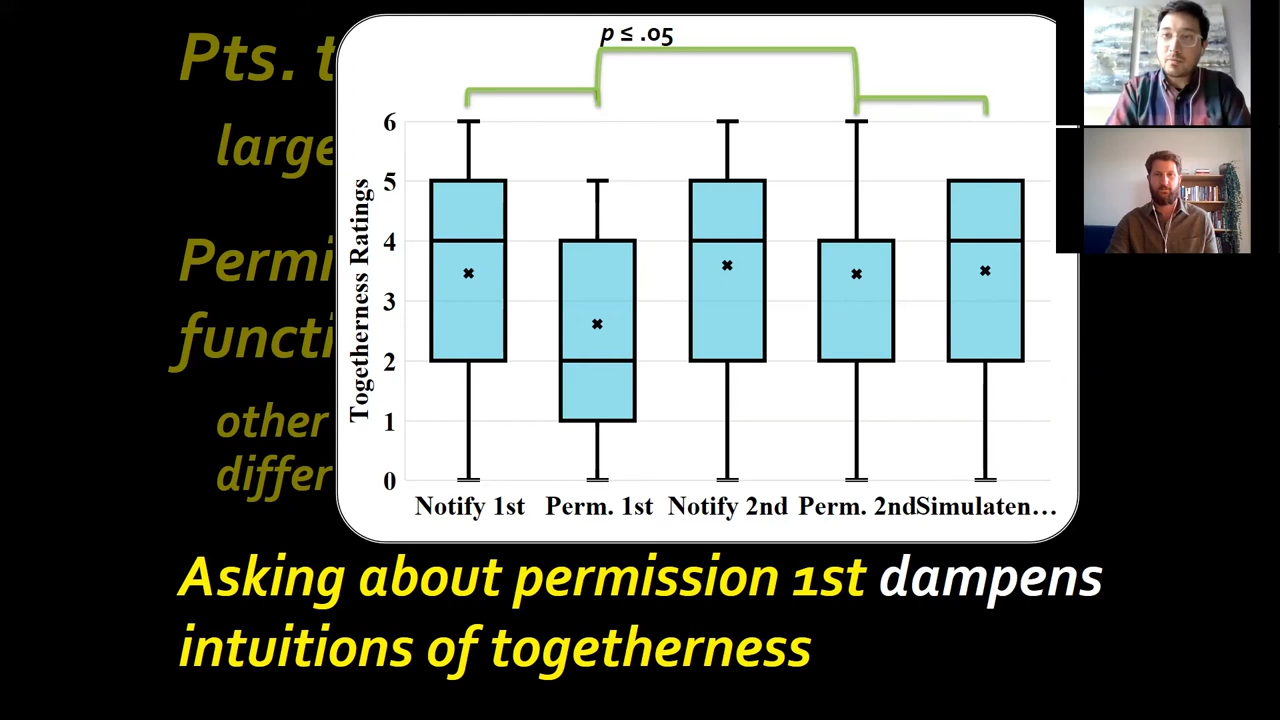 Pts. t
large
Permi
functi
other
differ
p ≤ .05
Togetherness Ratings
6
5
4
3
2
1
0
Notify 1st Perm. 1st Notify 2nd Perm. 2nd Simulaten…
Asking about permission 1st dampens
intuitions of togetherness